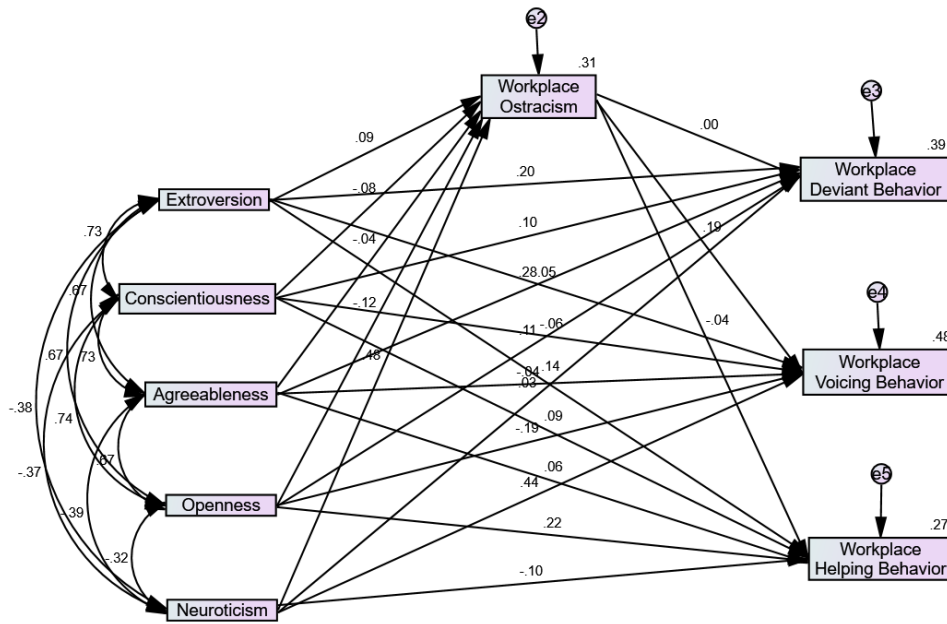 e2
.31
Workplace
Ostracism
e3
.39
Workplace
Deviant Behavior
.00
.09
.20
-.08
Extroversion
.10
.19
.73
-.04
.28
.05
e4
Conscientiousness
-.12
.67
.11
-.06
-.04
.48
Workplace
Voicing Behavior
.67
.73
.48
-.04
.14
.03
-.38
Agreeableness
.74
.09
-.19
.67
-.37
.06
e5
.44
Openness
-.39
.22
.27
Workplace
Helping Behavior
-.32
-.10
Neuroticism